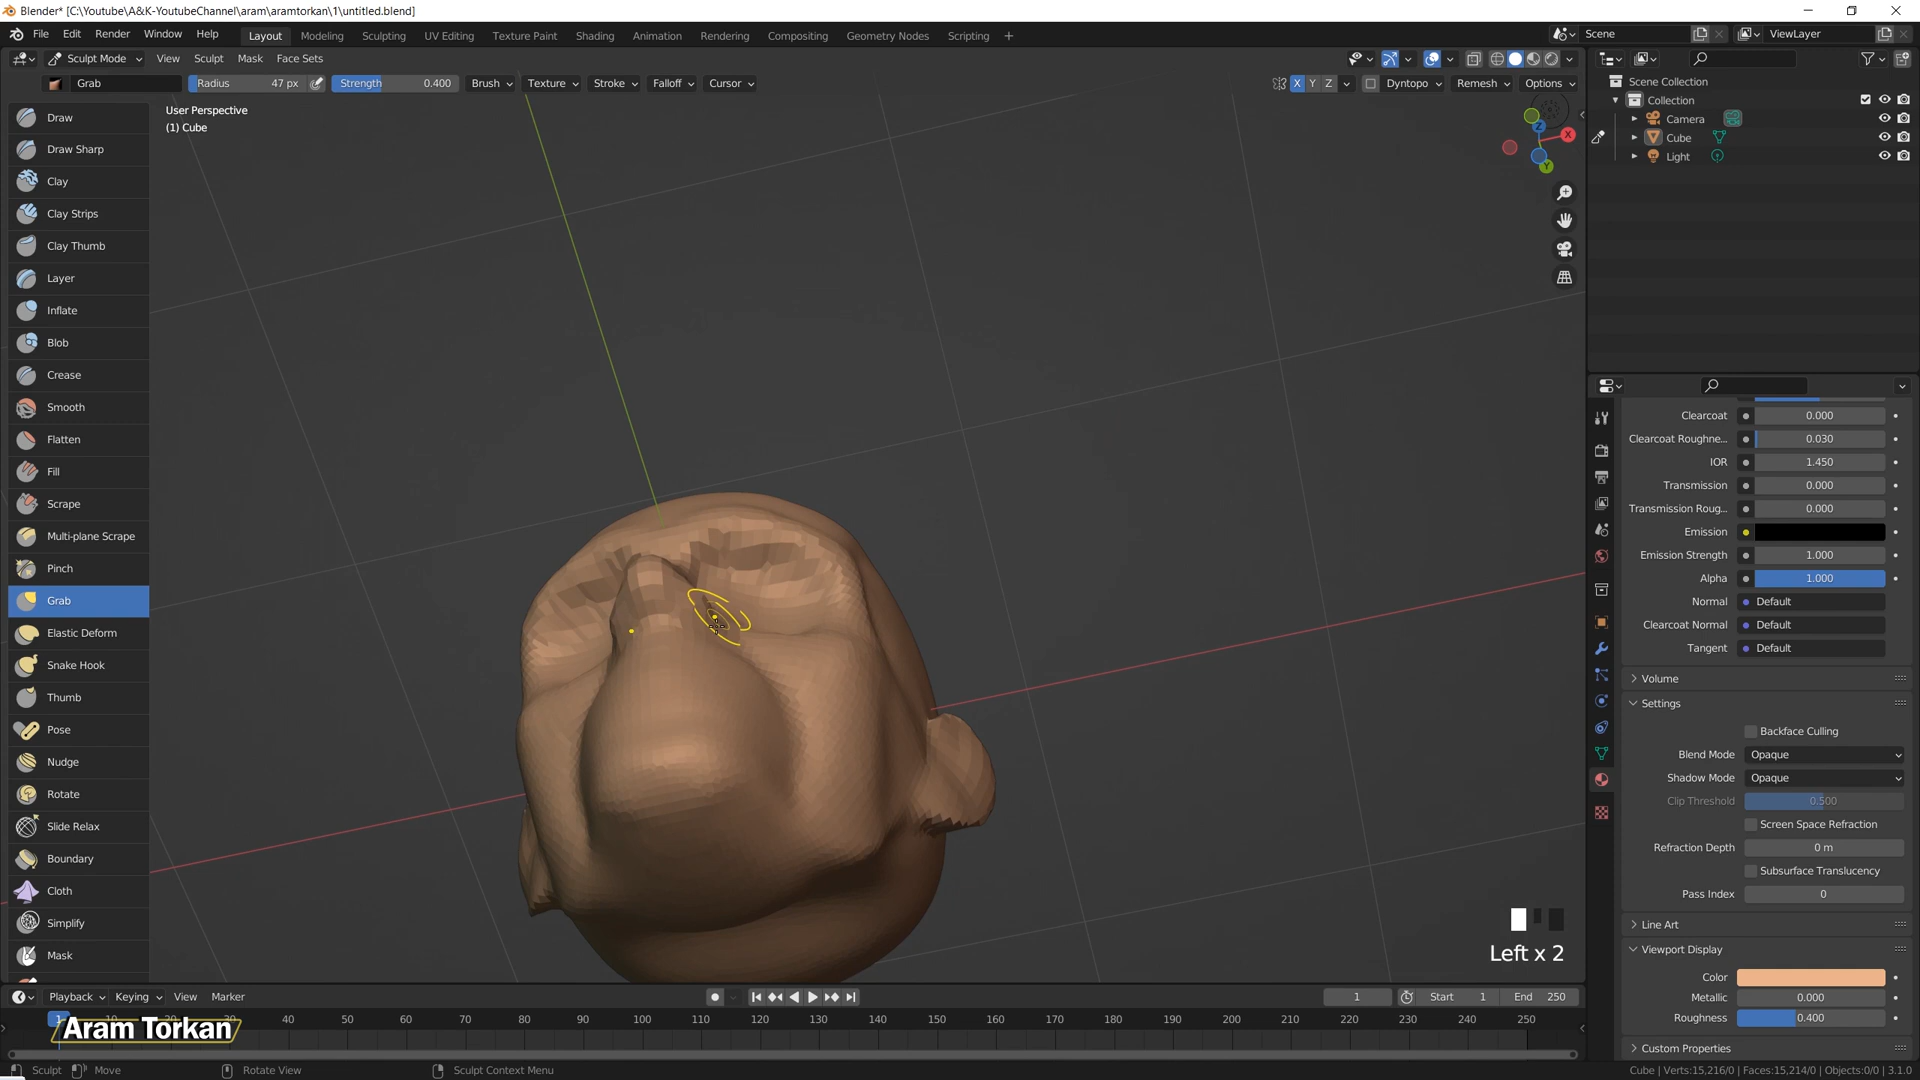 Blender* [C:\Youtube\A&K-YoutubeChannel\aram\aramtorkan\1\untitled.blend]
File Edit Render Window Help Layout Modeling Sculpting UV Editing Texture Paint Shading Animation Rendering Compositing Geometry Nodes Scripting + Scene ViewLayer
Sculpt Mode View Sculpt Mask Face Sets
Grab Radius 47 px Strength 0.400 Brush Texture Stroke Falloff Cursor X Y Z Dyntopo Remesh Options
User Perspective
(1) Cube
Z
X
Y
Draw
Draw Sharp
Clay
Clay Strips
Clay Thumb
Layer
Inflate
Blob
Crease
Smooth
Flatten
Fill
Scrape
Multi-plane Scrape
Pinch
Grab
Elastic Deform
Snake Hook
Thumb
Pose
Nudge
Rotate
Slide Relax
Boundary
Cloth
Simplify
Mask
Left x 2
Scene Collection
Collection
Camera
Cube
Light
Clearcoat 0.000
Clearcoat Roughne... 0.030
IOR 1.450
Transmission 0.000
Transmission Roug... 0.000
Emission
Emission Strength 1.000
Alpha 1.000
Normal Default
Clearcoat Normal Default
Tangent Default
Volume
Settings
Backface Culling
Blend Mode Opaque
Shadow Mode Opaque
Clip Threshold 0.500
Screen Space Refraction
Refraction Depth 0 m
Subsurface Translucency
Pass Index 0
Line Art
Viewport Display
Color
Metallic 0.000
Roughness 0.400
Custom Properties
Playback Keying View Marker 1 Start 1 End 250
1 40 50 60 70 80 90 100 110 120 130 140 150 160 170 180 190 200 210 220 230 240 250
Aram Torkan
Sculpt Move Rotate View Sculpt Context Menu Cube | Verts:15,216/0 | Faces:15,214/0 | Objects:0/0 | 3.1.0